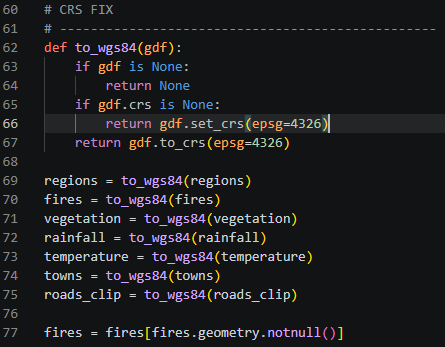 60 # CRS FIX
61 # ------------------------------------------------
62 def to_wgs84(gdf):
63     if gdf is None:
64         return None
65     if gdf.crs is None:
66         return gdf.set_crs(epsg=4326)
67     return gdf.to_crs(epsg=4326)
68
69 regions = to_wgs84(regions)
70 fires = to_wgs84(fires)
71 vegetation = to_wgs84(vegetation)
72 rainfall = to_wgs84(rainfall)
73 temperature = to_wgs84(temperature)
74 towns = to_wgs84(towns)
75 roads_clip = to_wgs84(roads_clip)
76
77 fires = fires[fires.geometry.notnull()]